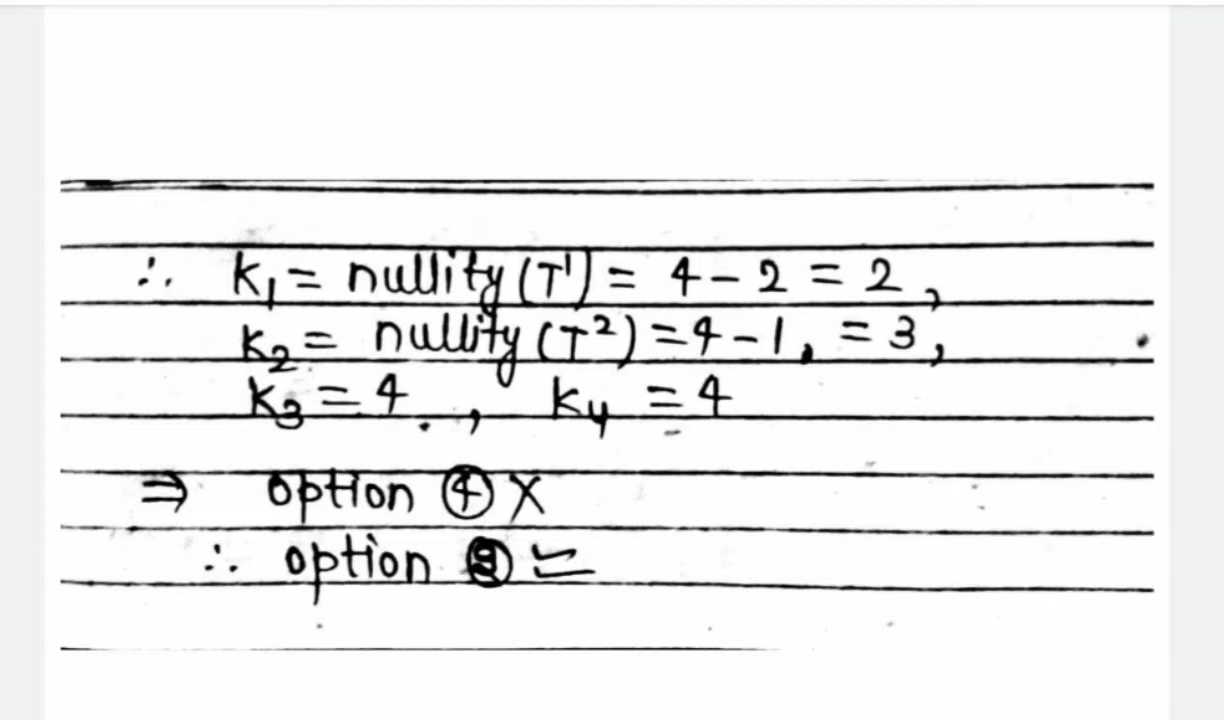 ∴ K₁ = nullity (T¹) = 4 - 2 = 2,
K₂ = nullity (T²) = 4 - 1, = 3,
K₃ = 4 , K₄ = 4
⇒ option ④ X
∴ option